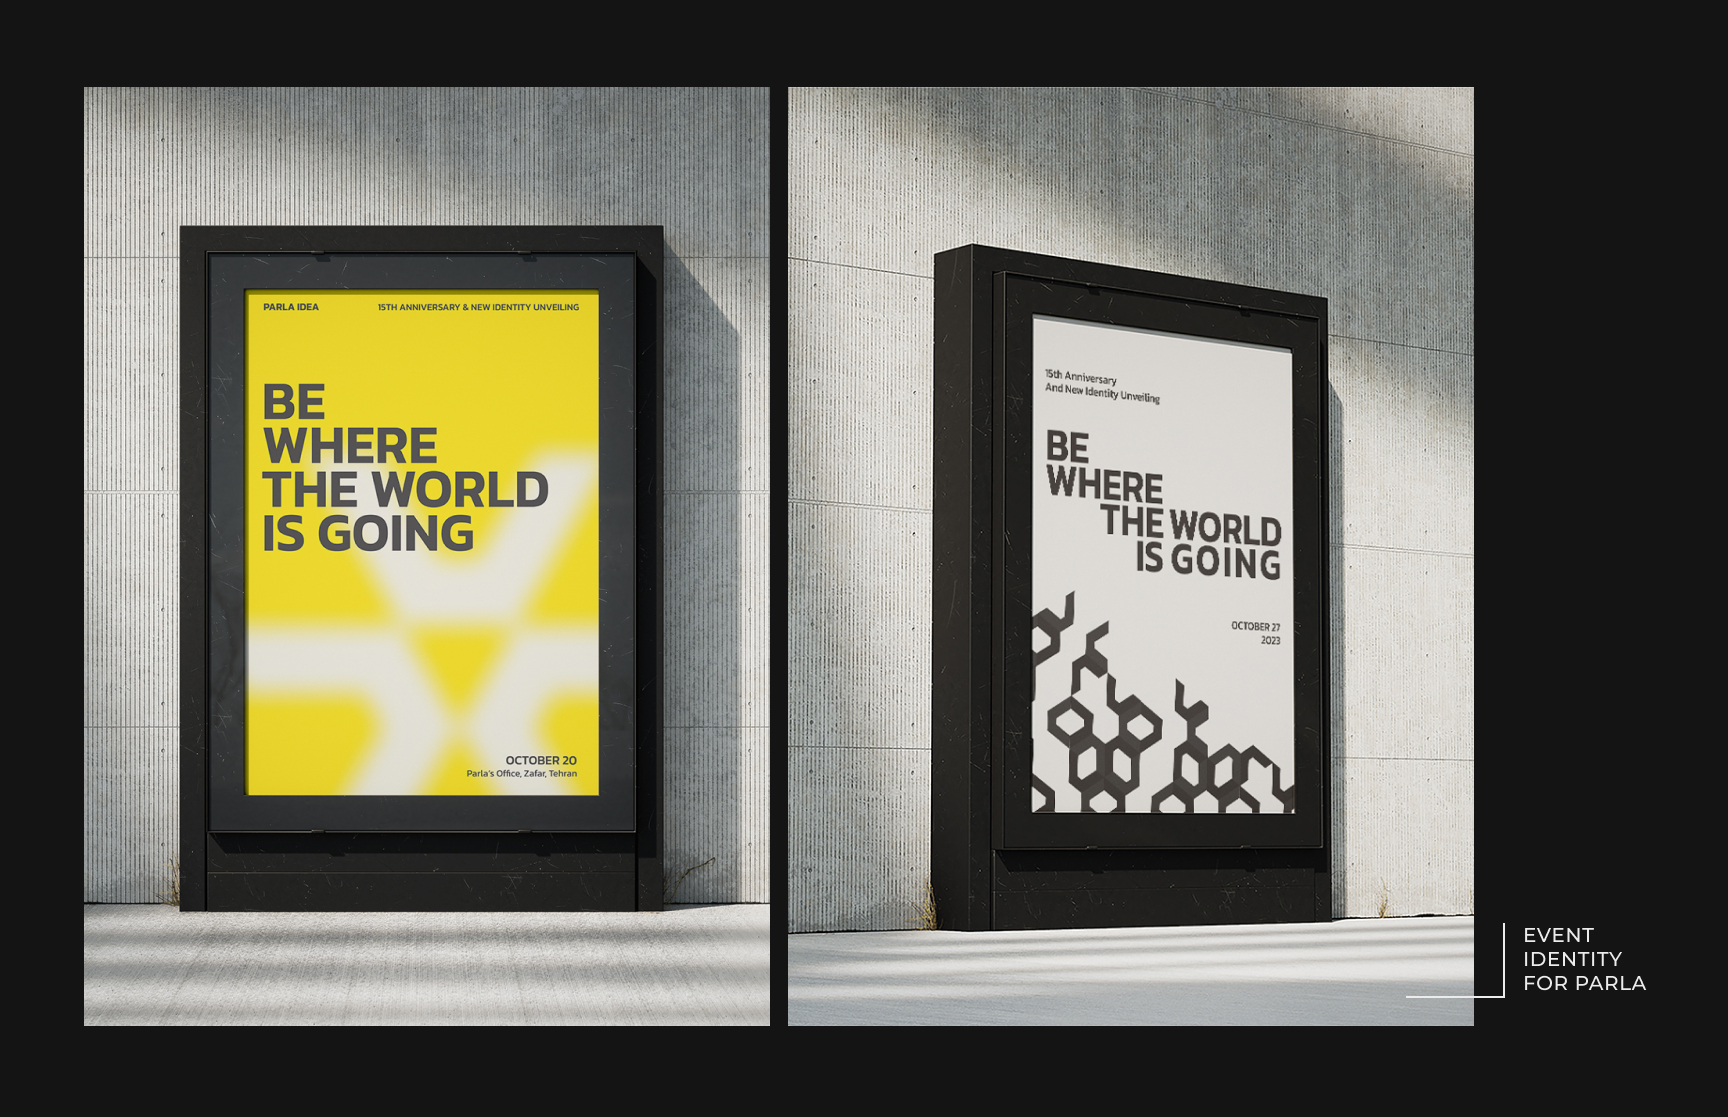 PARLA IDEA
15TH ANNIVERSARY & NEW IDENTITY UNVEILING
BE
WHERE
THE WORLD
IS GOING
OCTOBER 20
Parla's Office, Zafar, Tehran
15th Anniversary
And New Identity Unveiling
BE
WHERE
THE WORLD
IS GOING
OCTOBER 27
2023
EVENT
IDENTITY
FOR PARLA